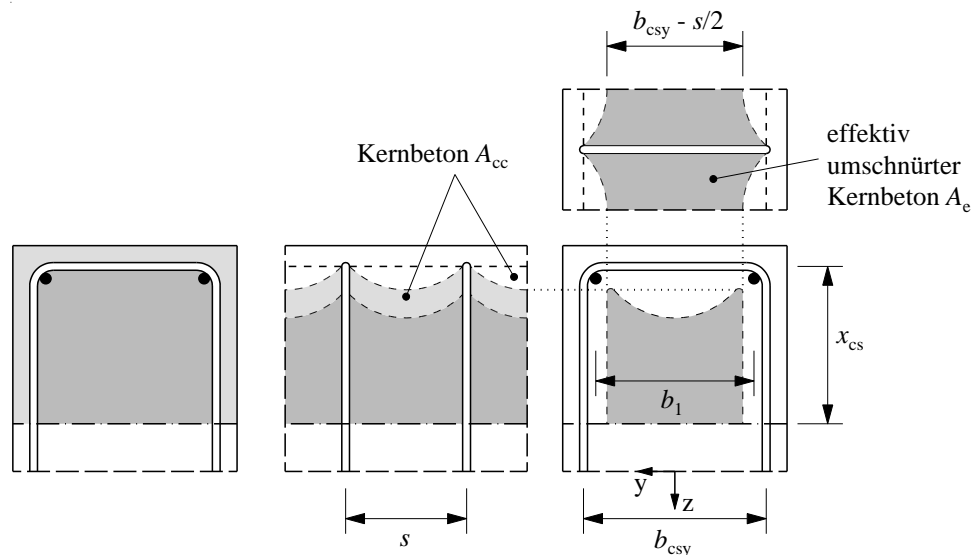 b_csy - s/2
Kernbeton A_cc
effektiv
umschnürter
Kernbeton A_e
x_cs
b_1
y
z
s
b_csy